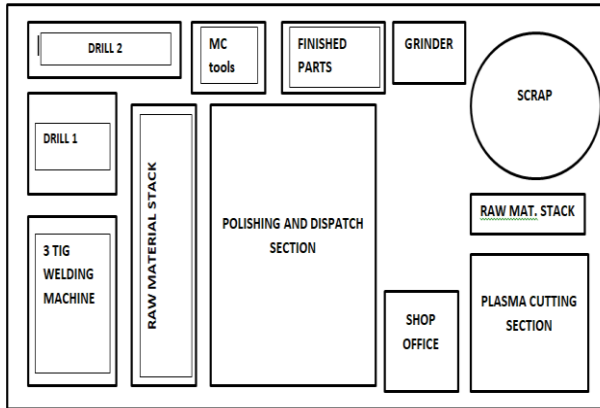 DRILL 2
MC
tools
FINISHED
PARTS
GRINDER
SCRAP
DRILL 1
RAW MATERIAL STACK
POLISHING AND DISPATCH
SECTION
RAW MAT. STACK
3 TIG
WELDING
MACHINE
SHOP
OFFICE
PLASMA CUTTING
SECTION